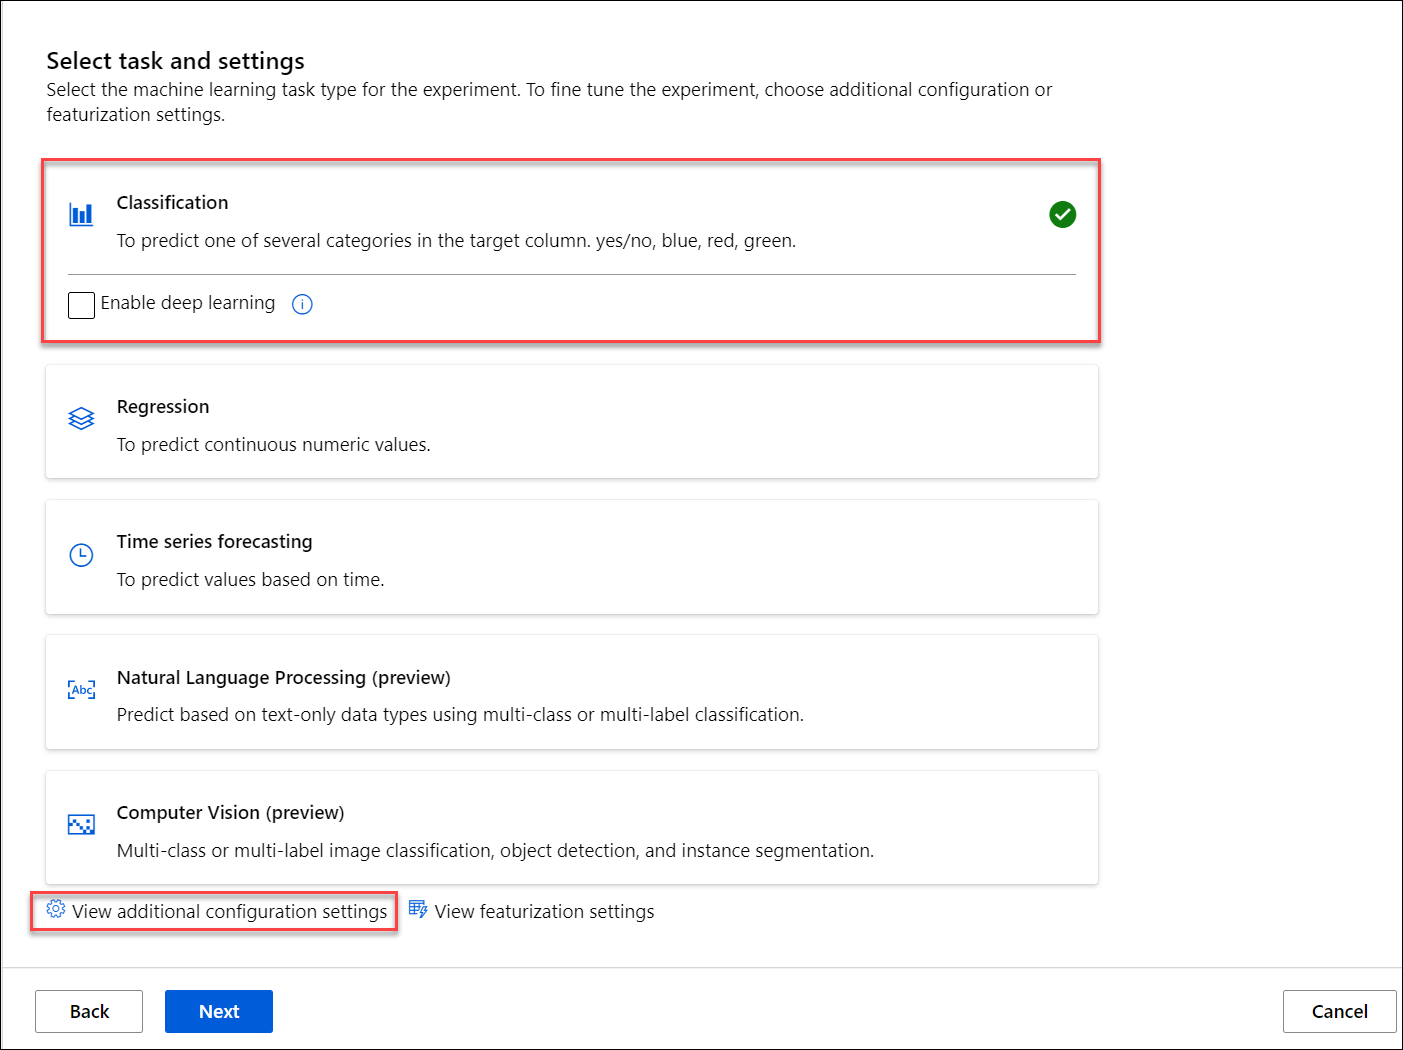 Select task and settings
Select the machine learning task type for the experiment. To fine tune the experiment, choose additional configuration or
featurization settings.
Classification
To predict one of several categories in the target column. yes/no, blue, red, green.
Enable deep learning
Regression
To predict continuous numeric values.
Time series forecasting
To predict values based on time.
Abc
Natural Language Processing (preview)
Predict based on text-only data types using multi-class or multi-label classification.
Computer Vision (preview)
Multi-class or multi-label image classification, object detection, and instance segmentation.
View additional configuration settings View featurization settings
Back Next Cancel